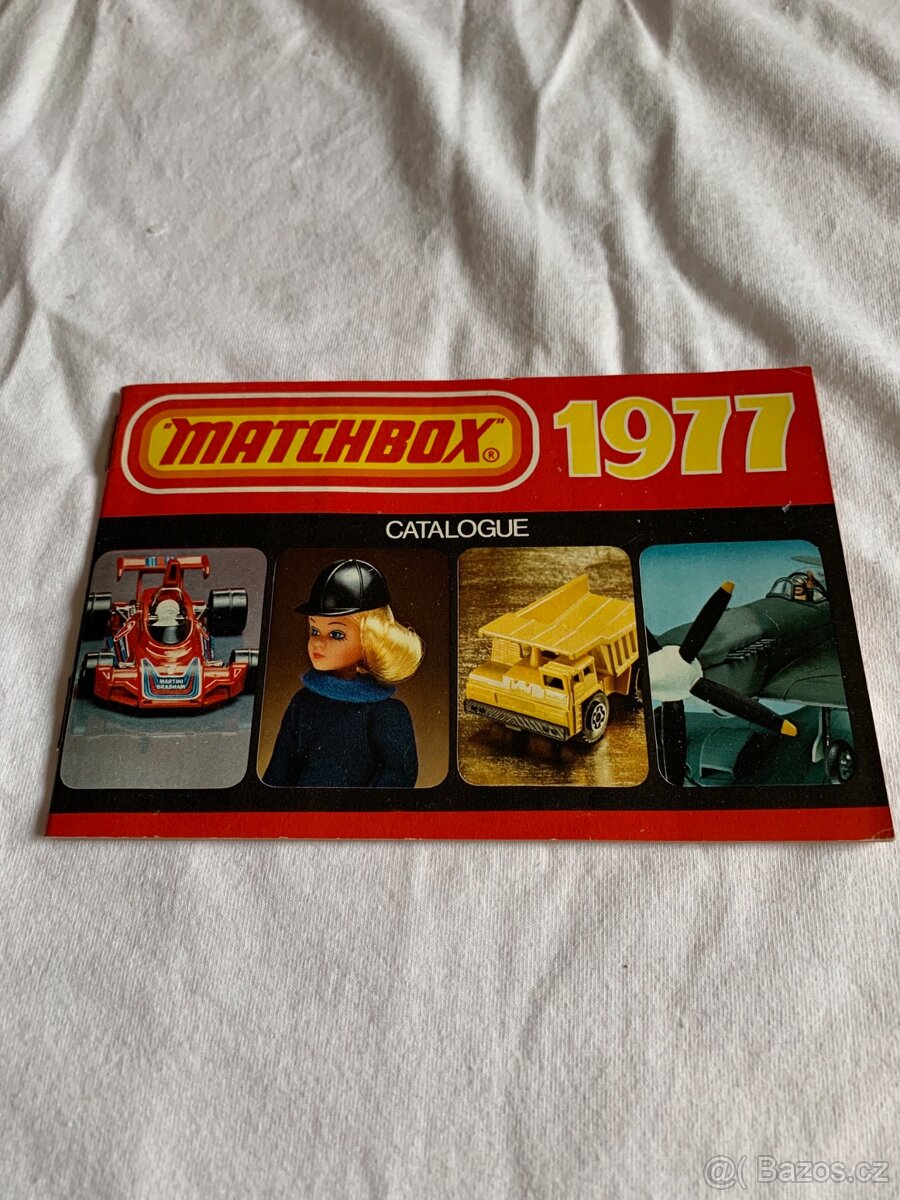 "MATCHBOX"® 1977
CATALOGUE
MARTINI
BRABHAM
@( Bazos.cz